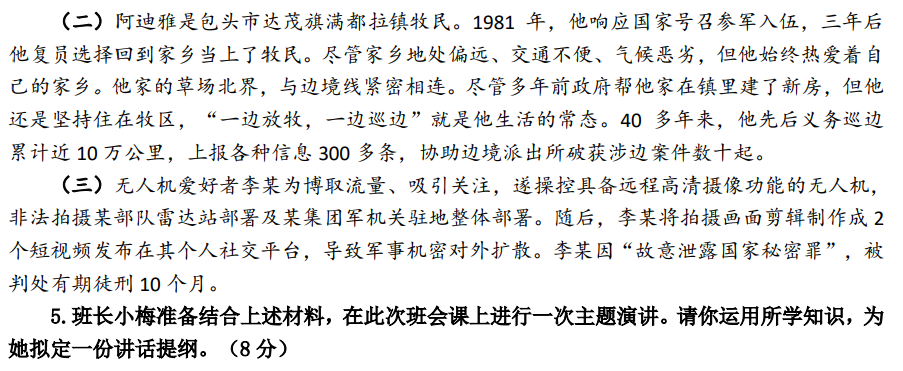 （二）阿迪雅是包头市达茂旗满都拉镇牧民。1981 年，他响应国家号召参军入伍，三年后
他复员选择回到家乡当上了牧民。尽管家乡地处偏远、交通不便、气候恶劣，但他始终热爱着自
己的家乡。他家的草场北界，与边境线紧密相连。尽管多年前政府帮他家在镇里建了新房，但他
还是坚持住在牧区，“一边放牧，一边巡边”就是他生活的常态。40 多年来，他先后义务巡边
累计近 10 万公里，上报各种信息 300 多条，协助边境派出所破获涉边案件数十起。
（三）无人机爱好者李某为博取流量、吸引关注，遂操控具备远程高清摄像功能的无人机，
非法拍摄某部队雷达站部署及某集团军机关驻地整体部署。随后，李某将拍摄画面剪辑制作成 2
个短视频发布在其个人社交平台，导致军事机密对外扩散。李某因“故意泄露国家秘密罪”，被
判处有期徒刑 10 个月。
5.班长小梅准备结合上述材料，在此次班会课上进行一次主题演讲。请你运用所学知识，为
她拟定一份讲话提纲。（8 分）